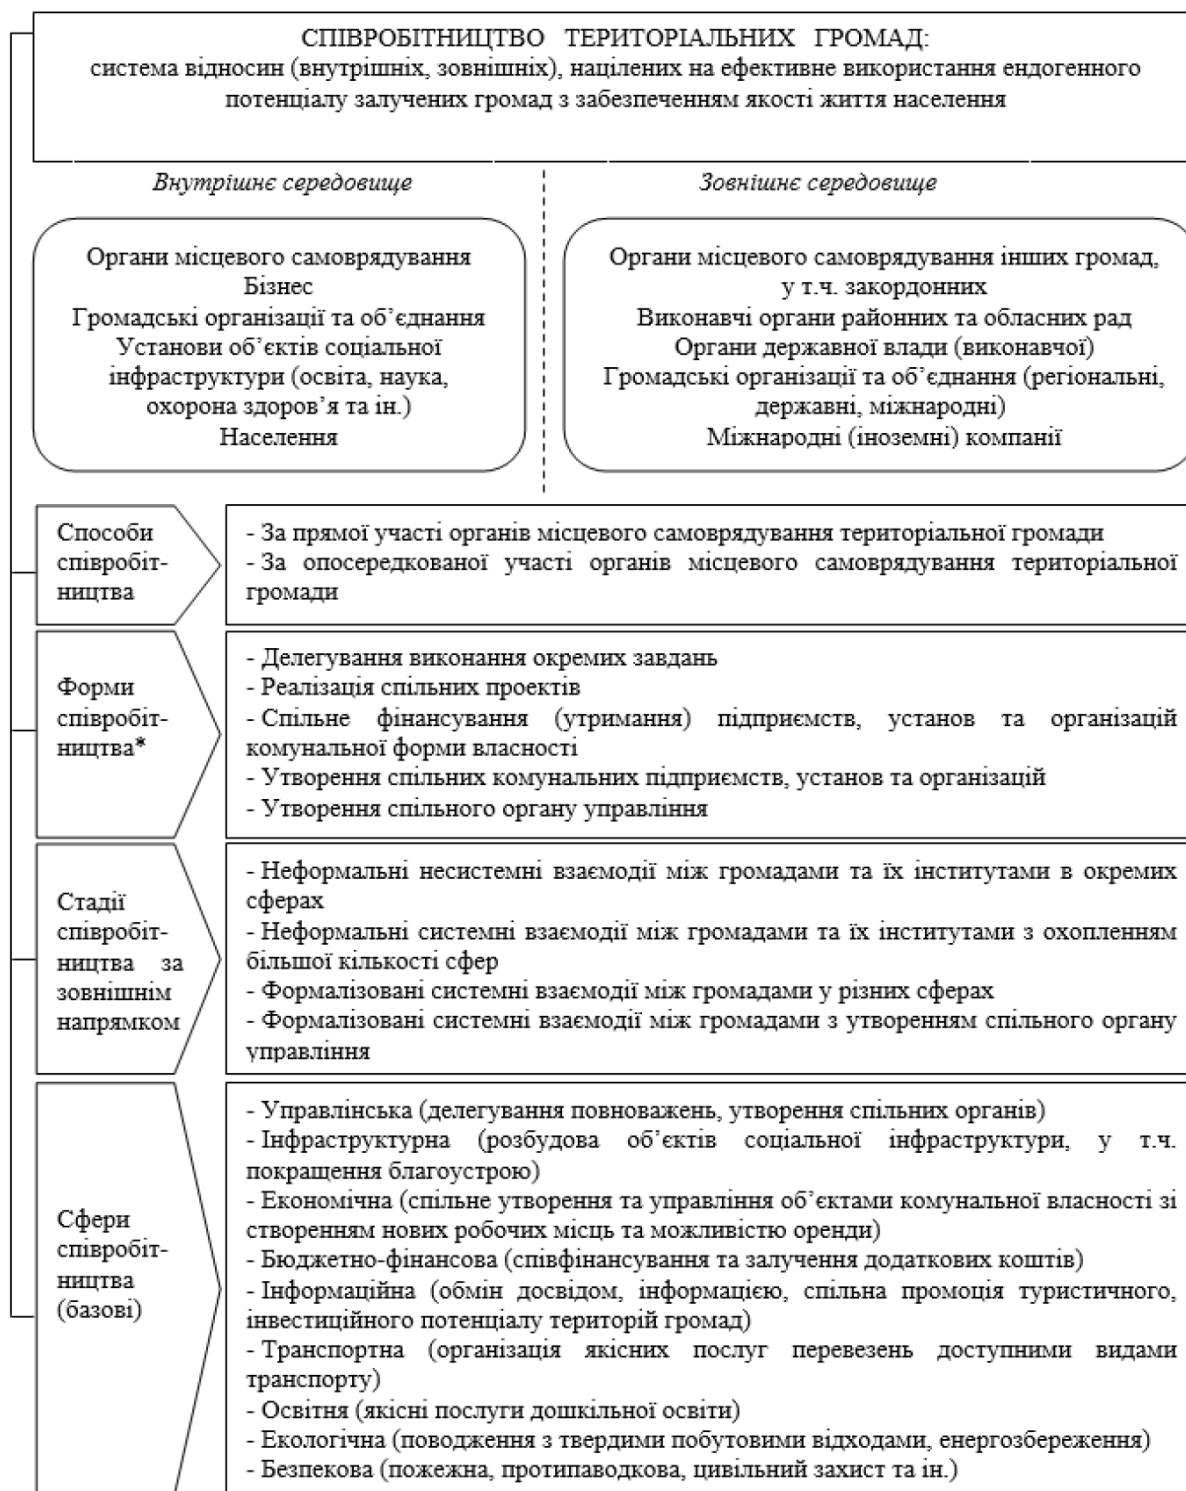 СПІВРОБІТНИЦТВО ТЕРИТОРІАЛЬНИХ ГРОМАД:
система відносин (внутрішніх, зовнішніх), націлених на ефективне використання ендогенного
потенціалу залучених громад з забезпеченням якості життя населення
Внутрішнє середовище
Органи місцевого самоврядування
Бізнес
Громадські організації та об’єднання
Установи об’єктів соціальної
інфраструктури (освіта, наука,
охорона здоров’я та ін.)
Населення
Зовнішнє середовище
Органи місцевого самоврядування інших громад,
у т.ч. закордонних
Виконавчі органи районних та обласних рад
Органи державної влади (виконавчої)
Громадські організації та об’єднання (регіональні,
державні, міжнародні)
Міжнародні (іноземні) компанії
Способи
співробіт-
ництва
- За прямої участі органів місцевого самоврядування територіальної громади
- За опосередкованої участі органів місцевого самоврядування територіальної
громади
Форми
співробіт-
ництва*
- Делегування виконання окремих завдань
- Реалізація спільних проектів
- Спільне фінансування (утримання) підприємств, установ та організацій
комунальної форми власності
- Утворення спільних комунальних підприємств, установ та організацій
- Утворення спільного органу управління
Стадії
співробіт-
ництва за
зовнішнім
напрямком
- Неформальні несистемні взаємодії між громадами та їх інститутами в окремих
сферах
- Неформальні системні взаємодії між громадами та їх інститутами з охопленням
більшої кількості сфер
- Формалізовані системні взаємодії між громадами у різних сферах
- Формалізовані системні взаємодії між громадами з утворенням спільного органу
управління
Сфери
співробіт-
ництва
(базові)
- Управлінська (делегування повноважень, утворення спільних органів)
- Інфраструктурна (розбудова об’єктів соціальної інфраструктури, у т.ч.
покращення благоустрою)
- Економічна (спільне утворення та управління об’єктами комунальної власності зі
створенням нових робочих місць та можливістю оренди)
- Бюджетно-фінансова (співфінансування та залучення додаткових коштів)
- Інформаційна (обмін досвідом, інформацією, спільна промоція туристичного,
інвестиційного потенціалу територій громад)
- Транспортна (організація якісних послуг перевезень доступними видами
транспорту)
- Освітня (якісні послуги дошкільної освіти)
- Екологічна (поводження з твердими побутовими відходами, енергозбереження)
- Безпекова (пожежна, протипаводкова, цивільний захист та ін.)